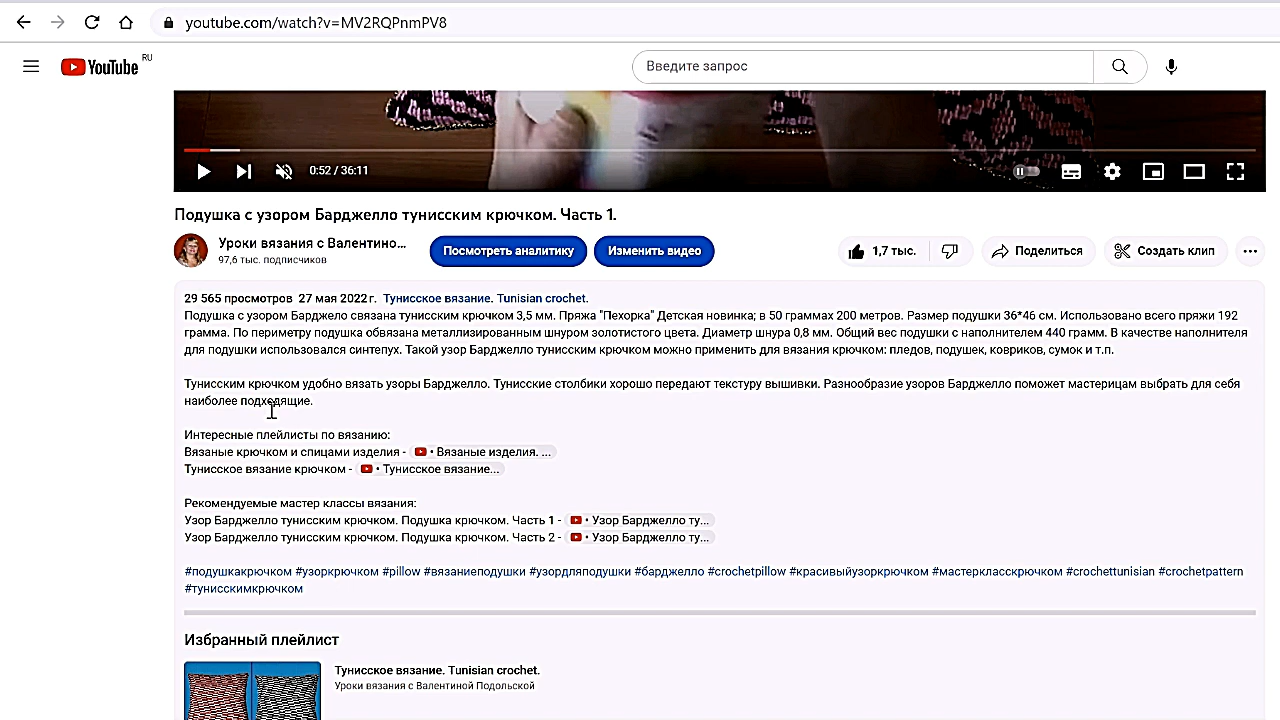 youtube.com/watch?v=MV2RQPnmPV8
YouTube RU
Введите запрос
0:52 / 36:11
Подушка с узором Барджелло тунисским крючком. Часть 1.
Уроки вязания с Валентино...
97,6 тыс. подписчиков
Посмотреть аналитику
Изменить видео
1,7 тыс.
Поделиться
Создать клип
29 565 просмотров 27 мая 2022 г. Тунисское вязание. Tunisian crochet.
Подушка с узором Барджело связана тунисским крючком 3,5 мм. Пряжа "Пехорка" Детская новинка; в 50 граммах 200 метров. Размер подушки 36*46 см. Использовано всего пряжи 192
грамма. По периметру подушка обвязана металлизированным шнуром золотистого цвета. Диаметр шнура 0,8 мм. Общий вес подушки с наполнителем 440 грамм. В качестве наполнителя
для подушки использовался синтепух. Такой узор Барджелло тунисским крючком можно применить для вязания крючком: пледов, подушек, ковриков, сумок и т.п.
Тунисским крючком удобно вязать узоры Барджелло. Тунисские столбики хорошо передают текстуру вышивки. Разнообразие узоров Барджелло поможет мастерицам выбрать для себя
наиболее подходящие.
Интересные плейлисты по вязанию:
Вязаные крючком и спицами изделия - • Вязаные изделия. ...
Тунисское вязание крючком - • Тунисское вязание...
Рекомендуемые мастер классы вязания:
Узор Барджелло тунисским крючком. Подушка крючком. Часть 1 - • Узор Барджелло ту...
Узор Барджелло тунисским крючком. Подушка крючком. Часть 2 - • Узор Барджелло ту...
#подушкакрючком #узоркрючком #pillow #вязаниеподушки #узордляподушки #барджелло #crochetpillow #красивыйузоркрючком #мастерклассkрючком #crochettunisian #crochetpattern
#тунисскимкрючком
Избранный плейлист
Тунисское вязание. Tunisian crochet.
Уроки вязания с Валентиной Подольской